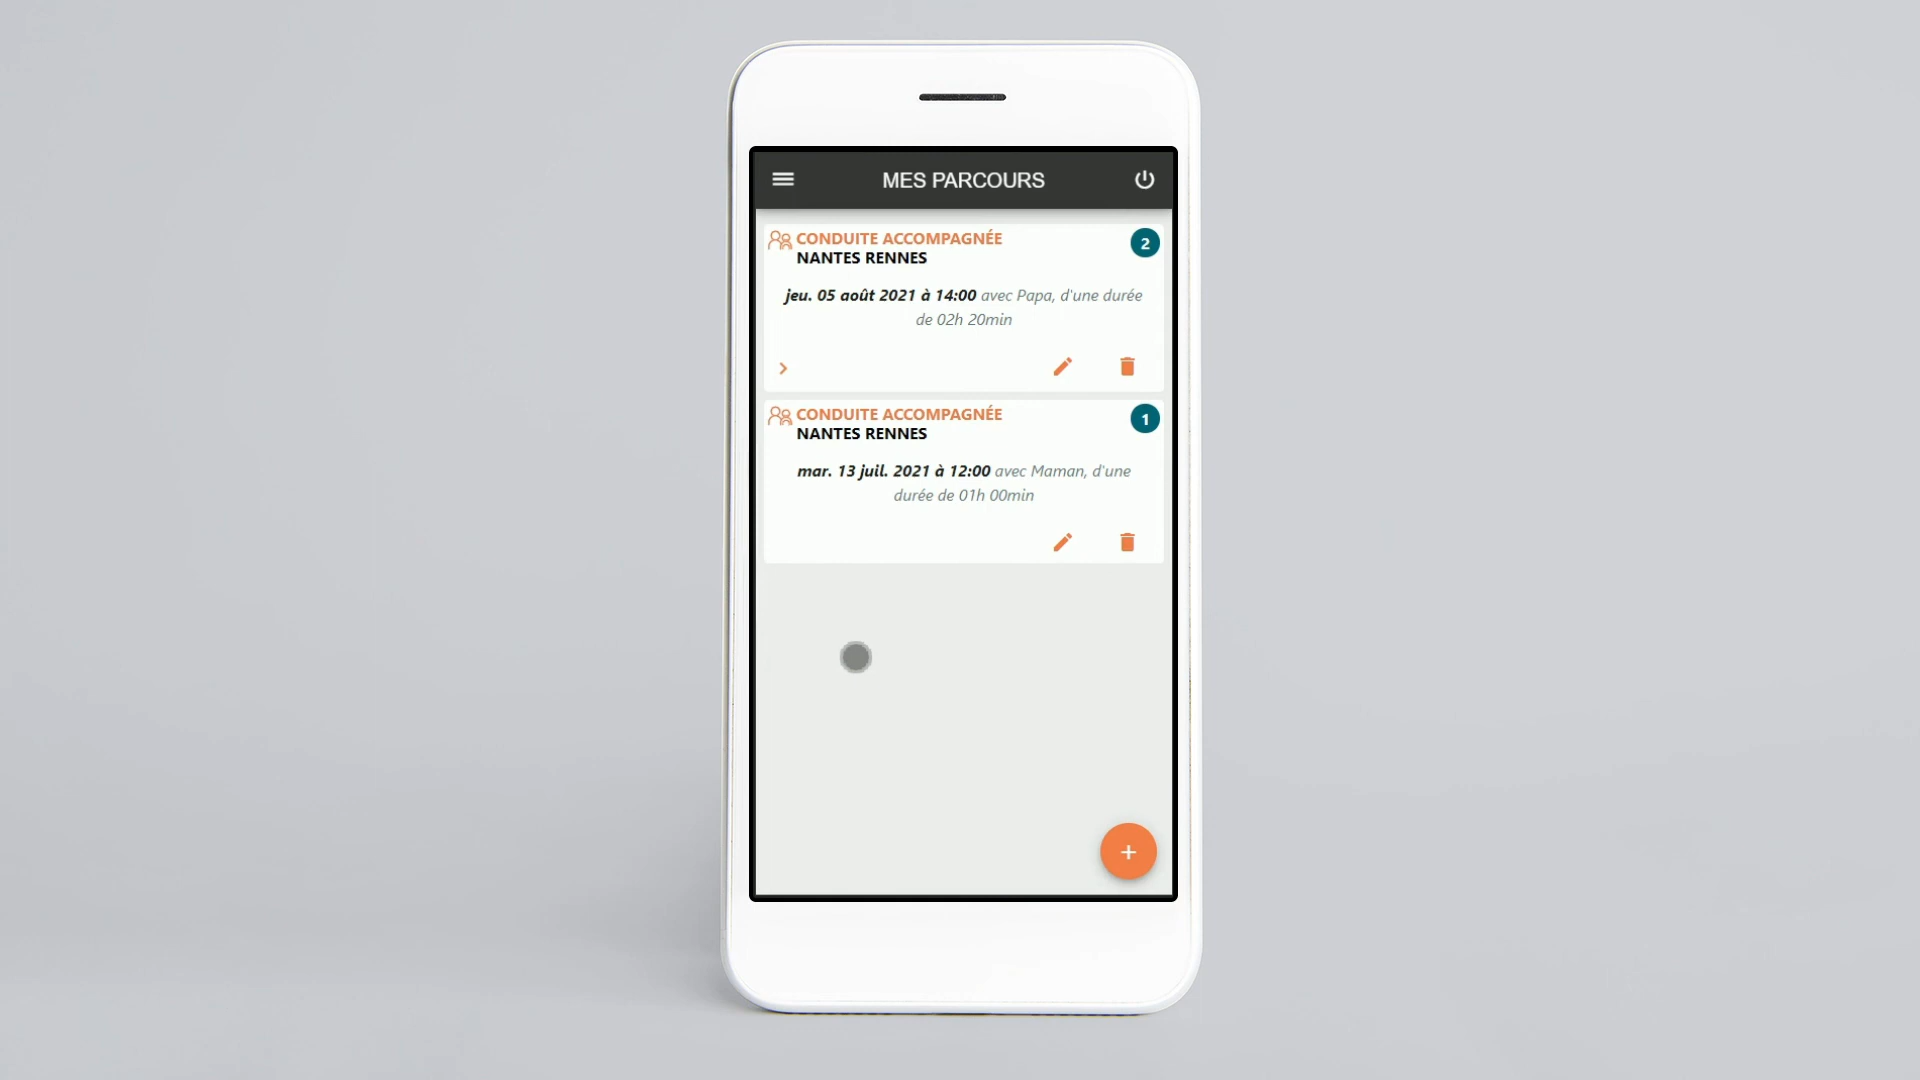 MES PARCOURS
CONDUITE ACCOMPAGNÉE
2
NANTES RENNES
jeu. 05 août 2021 à 14:00 avec Papa, d'une durée
de 02h 20min
CONDUITE ACCOMPAGNÉE
1
NANTES RENNES
mar. 13 juil. 2021 à 12:00 avec Maman, d'une
durée de 01h 00min
+